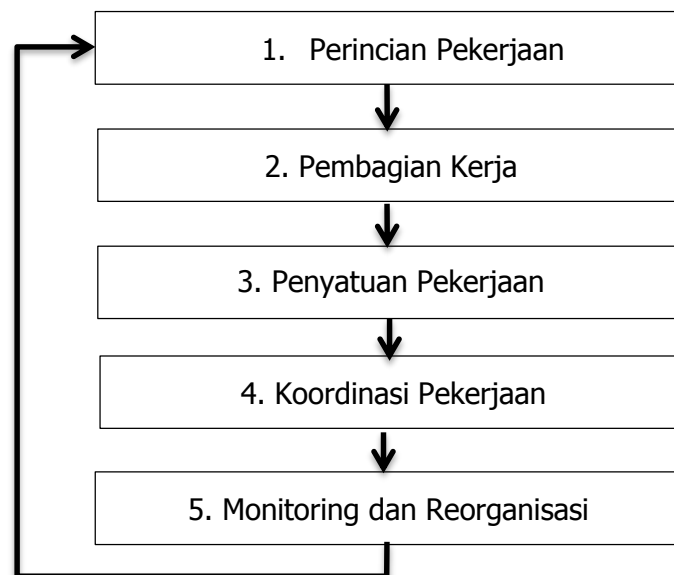 1. Perincian Pekerjaan
2. Pembagian Kerja
3. Penyatuan Pekerjaan
4. Koordinasi Pekerjaan
5. Monitoring dan Reorganisasi